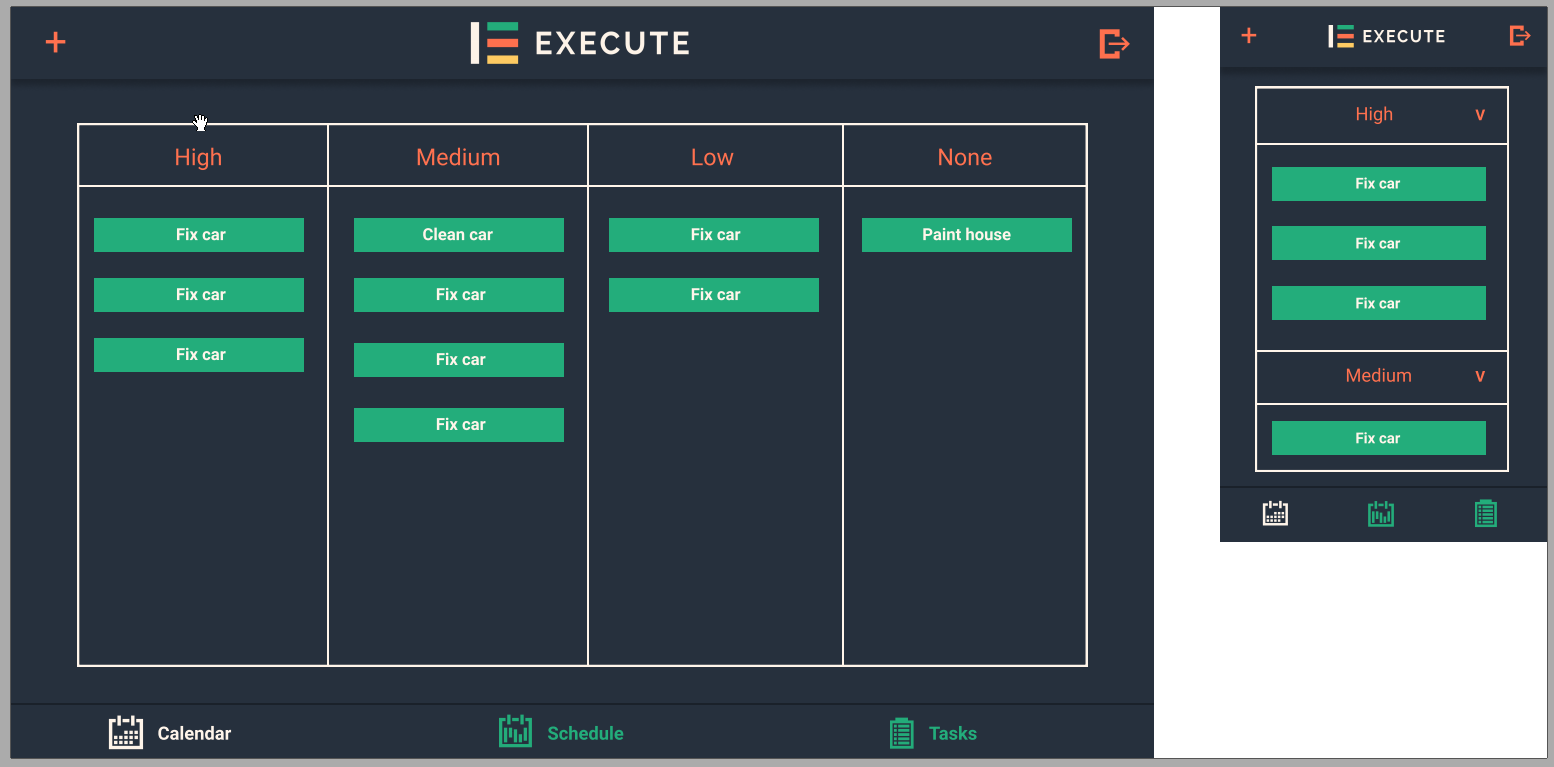 +
EXECUTE
High Medium Low None
Fix car Clean car Fix car Paint house
Fix car Fix car Fix car
Fix car Fix car
Fix car
Calendar Schedule Tasks
+
EXECUTE
High v
Fix car
Fix car
Fix car
Medium v
Fix car